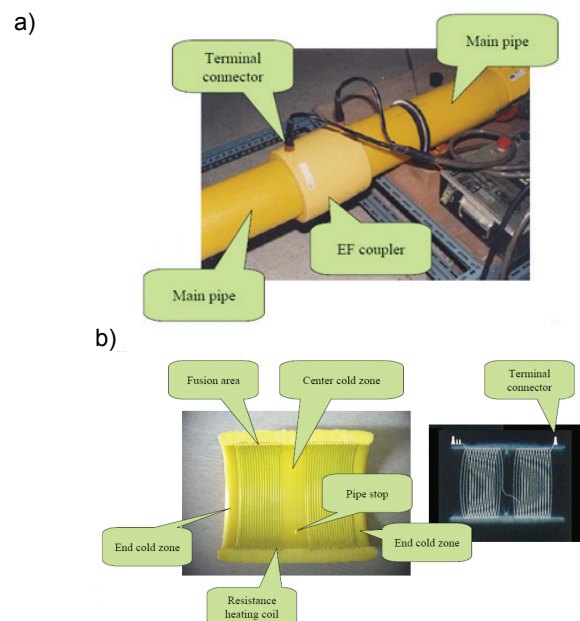 a)
Terminal
connector
Main pipe
EF coupler
Main pipe
b)
Fusion area
Center cold zone
Terminal
connector
Pipe stop
End cold zone
End cold zone
Resistance
heating coil